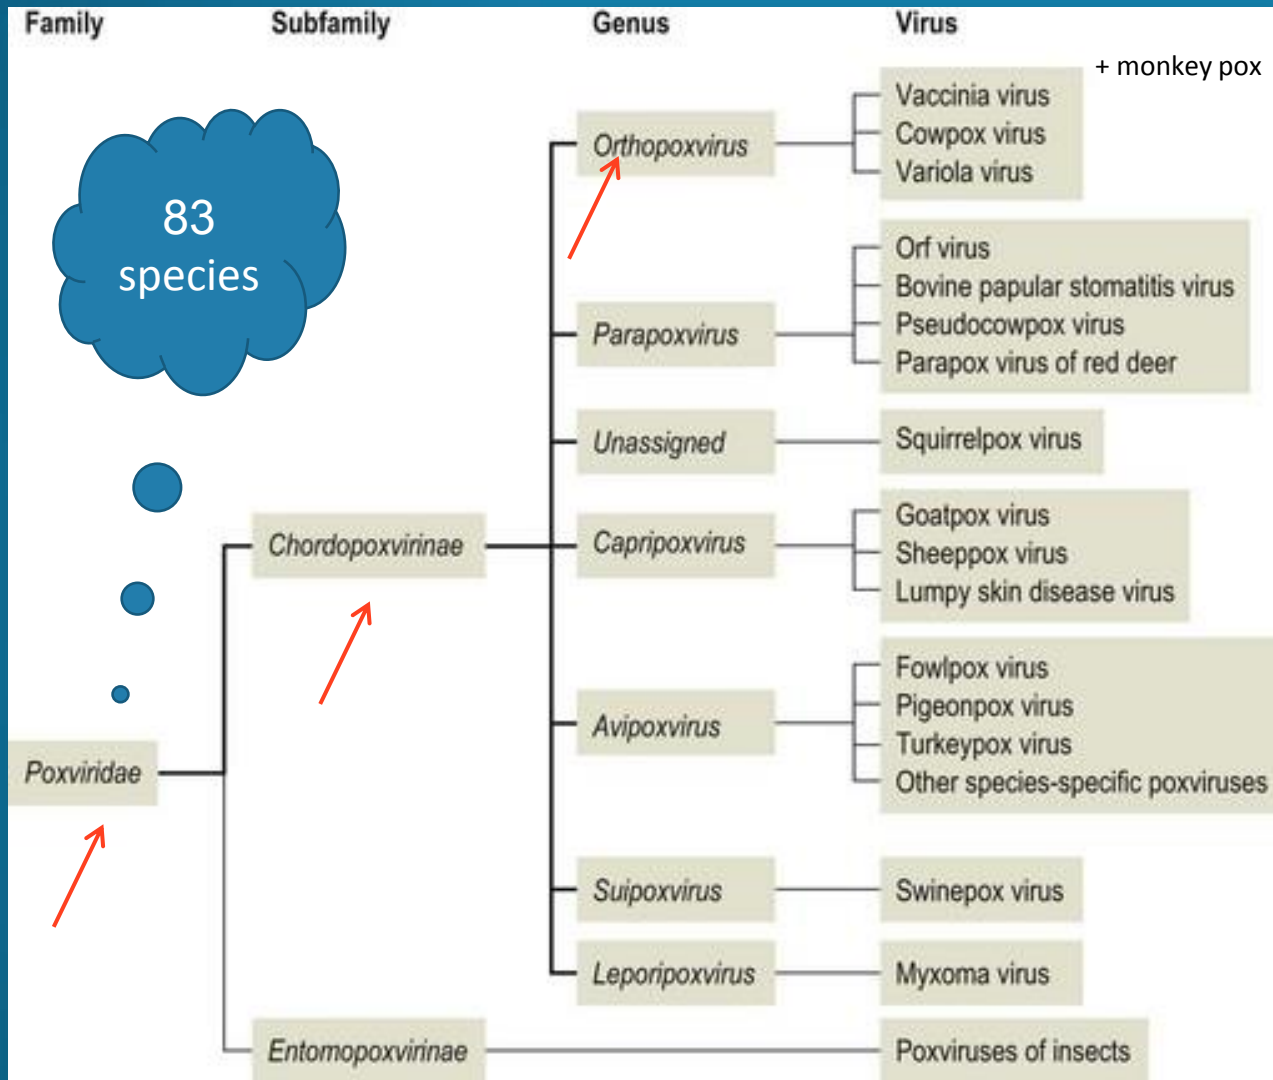 Family
Subfamily
Genus
Virus
+ monkey pox
83
species
Poxviridae
Chordopoxvirinae
Entomopoxvirinae
Orthopoxvirus
Vaccinia virus
Cowpox virus
Variola virus
Parapoxvirus
Orf virus
Bovine papular stomatitis virus
Pseudocowpox virus
Parapox virus of red deer
Unassigned
Squirrelpox virus
Capripoxvirus
Goatpox virus
Sheeppox virus
Lumpy skin disease virus
Avipoxvirus
Fowlpox virus
Pigeonpox virus
Turkeypox virus
Other species-specific poxviruses
Suipoxvirus
Swinepox virus
Leporipoxvirus
Myxoma virus
Poxviruses of insects